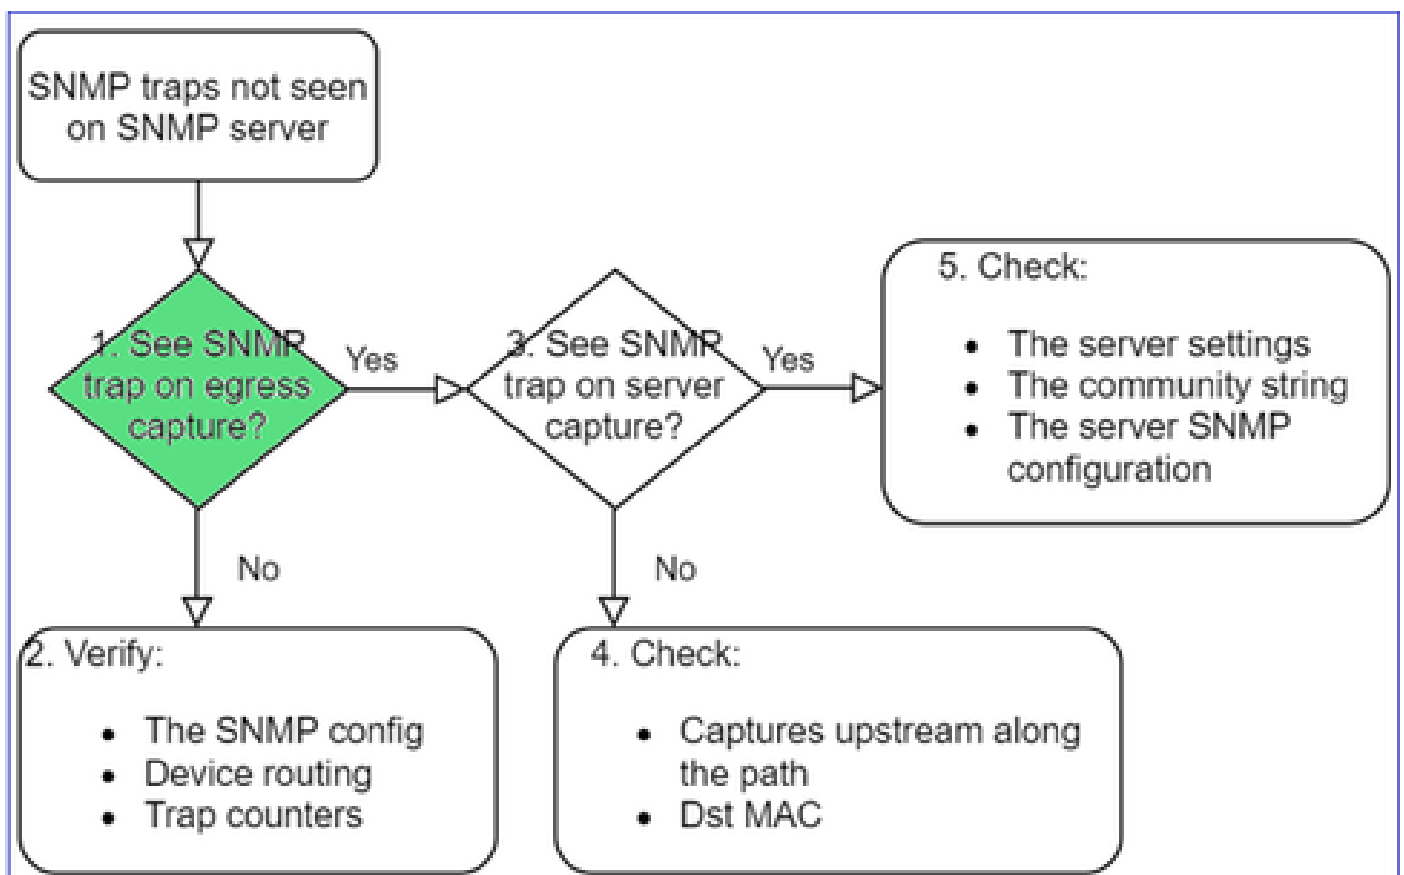 SNMP traps not seen
on SNMP server
1. See SNMP
trap on egress
capture?
Yes
3. See SNMP
trap on server
capture?
Yes
5. Check:
• The server settings
• The community string
• The server SNMP
configuration
No
No
2. Verify:
• The SNMP config
• Device routing
• Trap counters
4. Check:
• Captures upstream along
the path
• Dst MAC